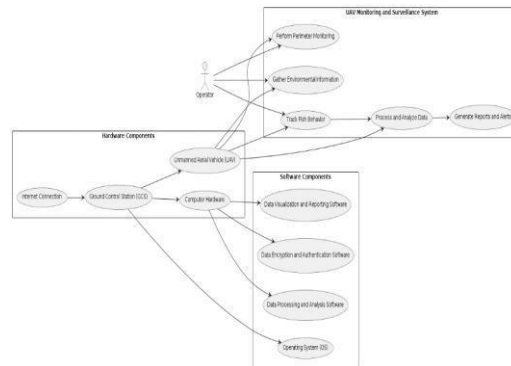 UAV Monitoring and Surveillance System
Perform Perimeter Monitoring
Gather Environmental Information
Operator
Track Fish Behavior
Process and Analyze Data
Generate Reports and Alerts
Hardware Components
Unmanned Aerial Vehicle (UAV)
Internet Connection
Ground Control Station (GCS)
Computer Hardware
Software Components
Data Visualization and Reporting Software
Data Encryption and Authentication Software
Data Processing and Analysis Software
Operating System (OS)